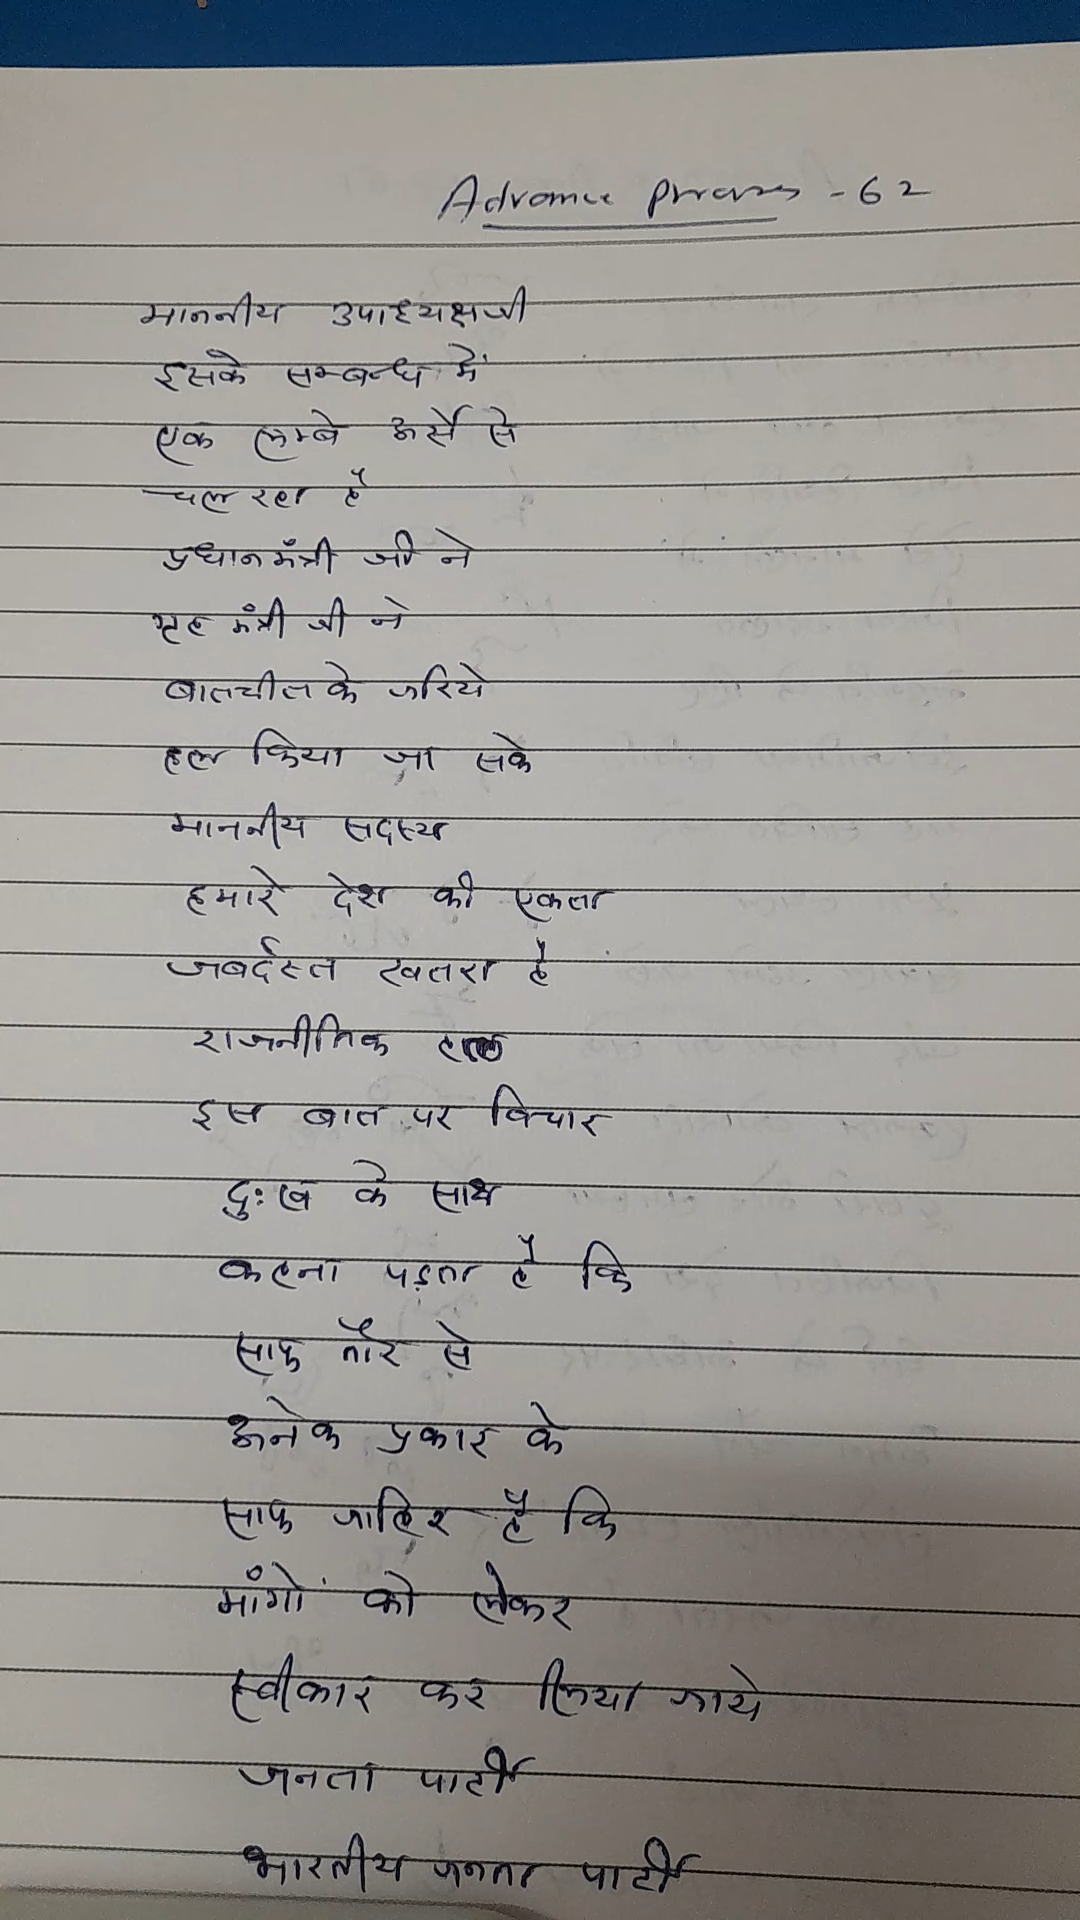 Advance phrases - 62
माननीय उपाध्यक्षजी
इसके सम्बन्ध में
एक लम्बे अर्से से
चल रहा है
प्रधानमंत्री जी ने
गृह मंत्री जी ने
बातचीत के जरिये
हल किया जा सके
माननीय सदस्य
हमारे देश की एकता
जबर्दस्त खतरा है
राजनीतिक हल
इस बात पर विचार
दुःख के साथ
कहना पड़ता है कि
साफ तौर से
अनेक प्रकार के
साफ जाहिर है कि
मांगों को लेकर
स्वीकार कर लिया जाये
जनता पार्टी
भारतीय जनता पार्टी